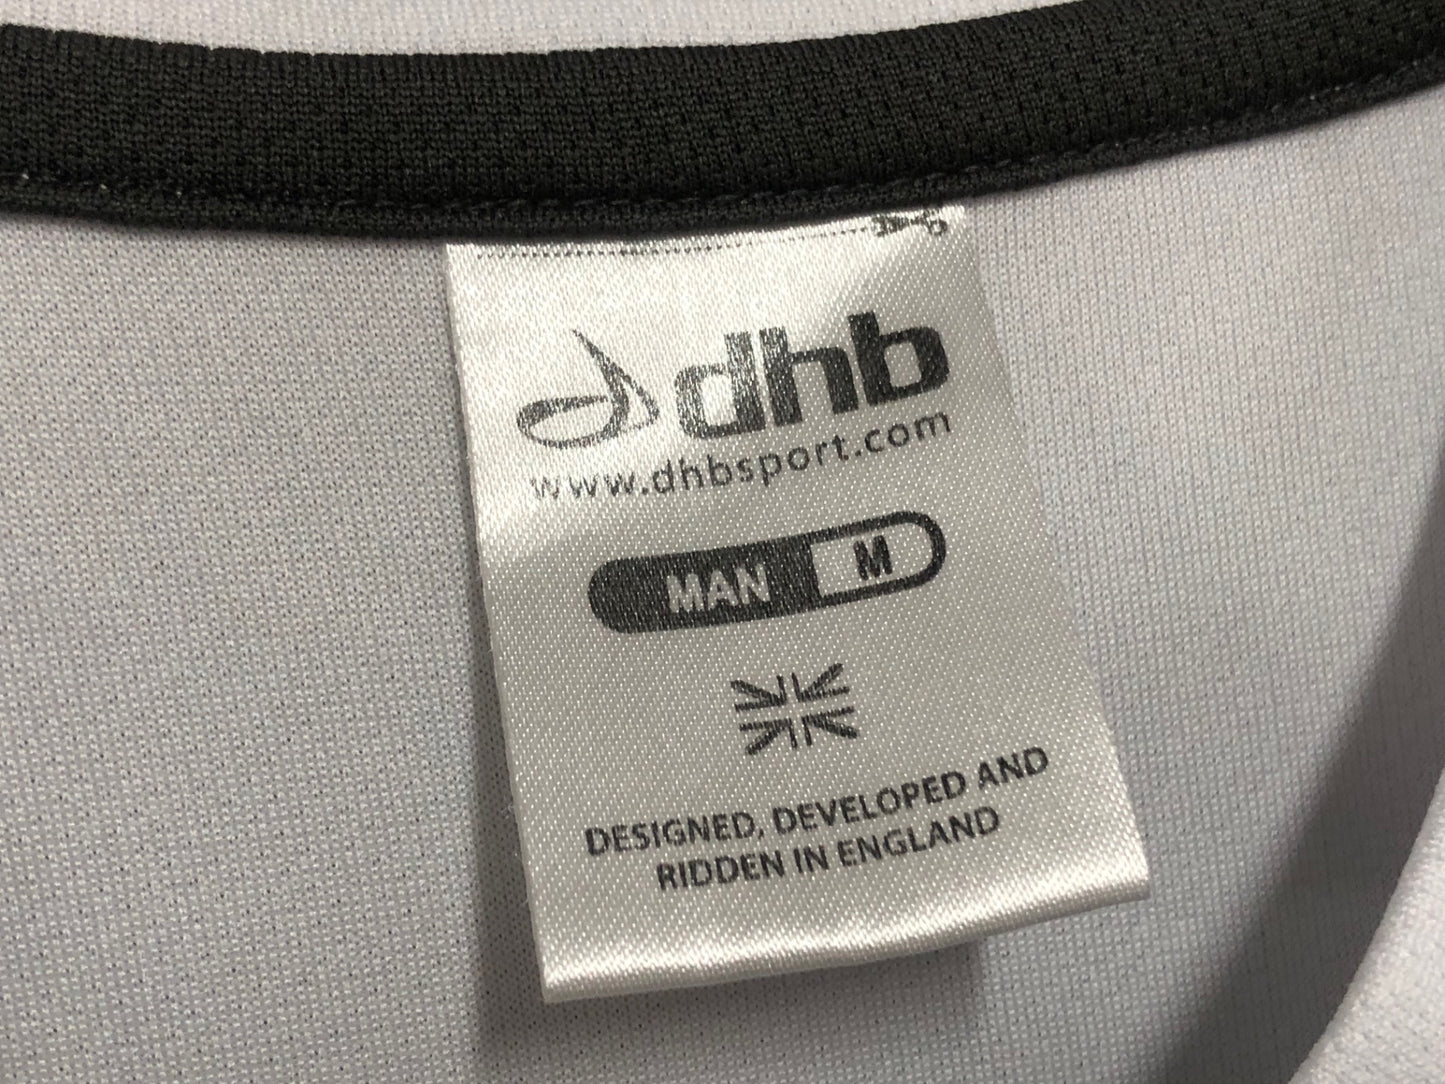 dhb
www.dhbsport.com
MAN M
DESIGNED, DEVELOPED AND
RIDDEN IN ENGLAND